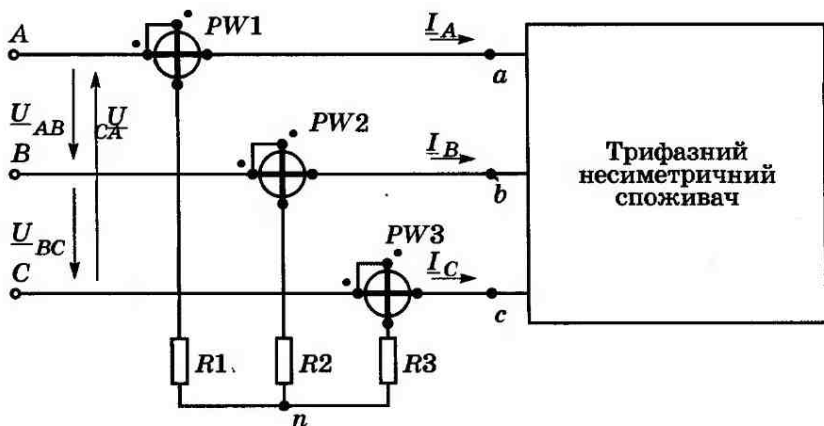 A
PW1
I_A
a
U_AB
U_CA
B
PW2
I_B
b
Трифазний
несиметричний
споживач
U_BC
C
PW3
I_C
c
R1
R2
R3
n